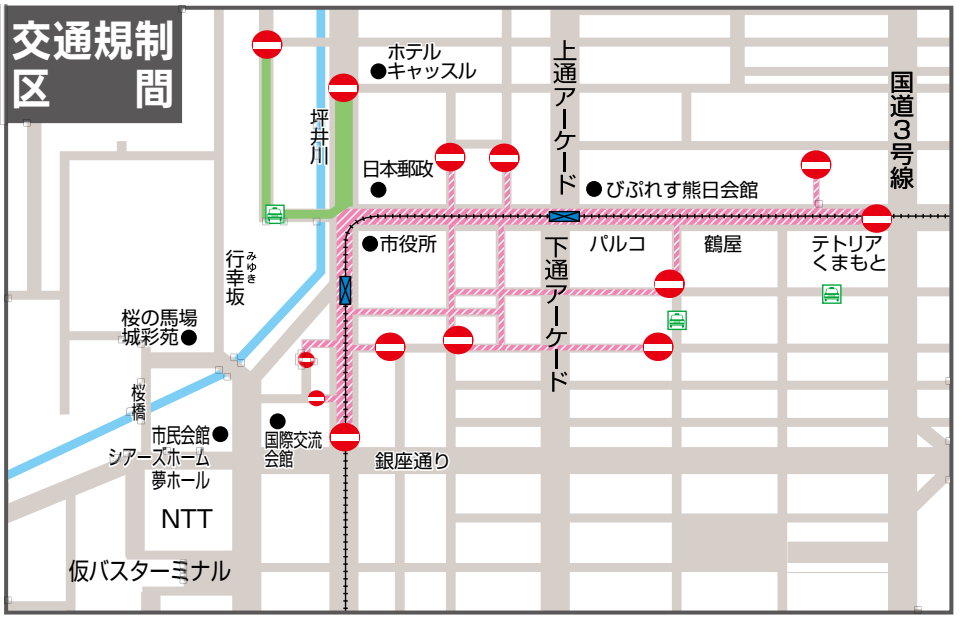 交通規制
区間
ホテル
キャッスル
上通アーケード
国道3号線
坪井川
日本郵政
びぷれす熊日会館
市役所
パルコ
鶴屋
テトリア
くまもと
下通アーケード
みゆき
行幸坂
桜の馬場
城彩苑
桜橋
市民会館
シアーズホーム
夢ホール
国際交流
会館
銀座通り
NTT
仮バスターミナル